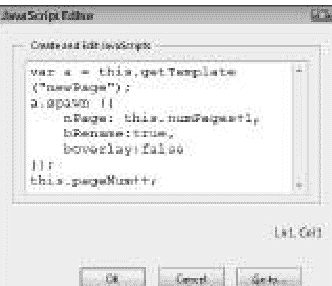 JavaScript Editor
Create and Edit JavaScripts
var a = this.getTemplate
("newPage");
a.spawn ({
nPage: this.numPages+1,
bRename:true,
bOverlay:false
});
this.pageNum++;
Ln1, Col1
OK Cancel Go to...